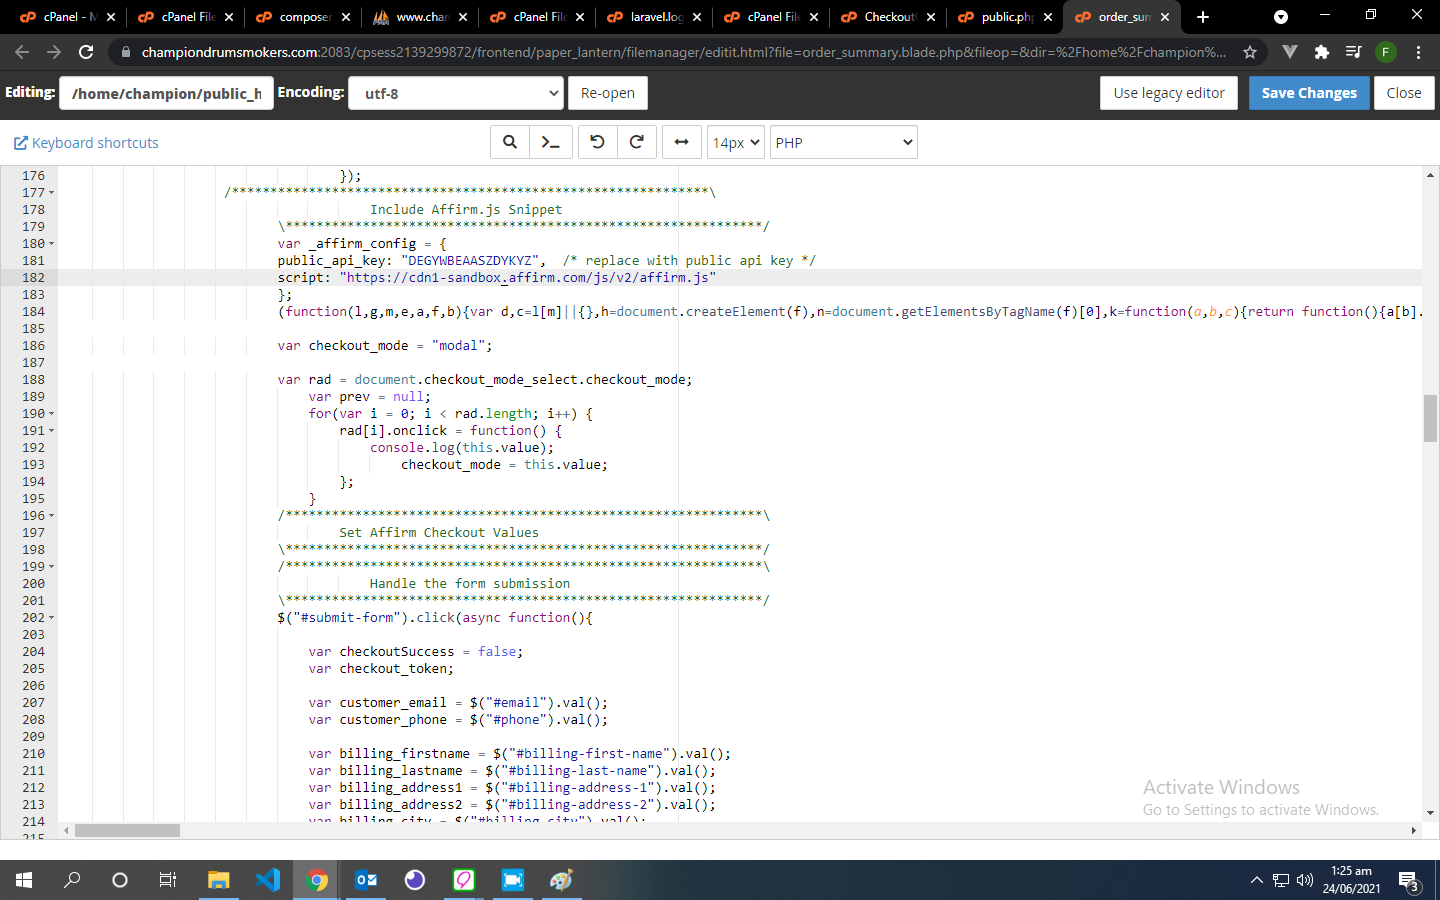 cPanel - M
cPanel File
composer
www.cham
cPanel File
laravel.log
cPanel File
Checkout
public.php
order_sum
championdrumsmokers.com:2083/cpsess2139299872/frontend/paper_lantern/filemanager/editit.html?file=order_summary.blade.php&fileop=&dir=%2Fhome%2Fchampion%...
F
Editing: /home/champion/public_h Encoding: utf-8 Re-open Use legacy editor Save Changes Close
Keyboard shortcuts 14px PHP
176 });
177 /**************************************************************\
178 Include Affirm.js Snippet
179 \**************************************************************/
180 var _affirm_config = {
181 public_api_key: "DEGYWBEAASZDYKYZ", /* replace with public api key */
182 script: "https://cdn1-sandbox.affirm.com/js/v2/affirm.js"
183 };
184 (function(l,g,m,e,a,f,b){var d,c=l[m]||{},h=document.createElement(f),n=document.getElementsByTagName(f)[0],k=function(a,b,c){return function(){a[b].
185
186 var checkout_mode = "modal";
187
188 var rad = document.checkout_mode_select.checkout_mode;
189 var prev = null;
190 for(var i = 0; i < rad.length; i++) {
191 rad[i].onclick = function() {
192 console.log(this.value);
193 checkout_mode = this.value;
194 };
195 }
196 /**************************************************************\
197 Set Affirm Checkout Values
198 \**************************************************************/
199 /**************************************************************\
200 Handle the form submission
201 \**************************************************************/
202 $("#submit-form").click(async function(){
203
204 var checkoutSuccess = false;
205 var checkout_token;
206
207 var customer_email = $("#email").val();
208 var customer_phone = $("#phone").val();
209
210 var billing_firstname = $("#billing-first-name").val();
211 var billing_lastname = $("#billing-last-name").val();
212 var billing_address1 = $("#billing-address-1").val();
213 var billing_address2 = $("#billing-address-2").val();
214 var billing_city = $("#billing-city").val();
215
Activate Windows
Go to Settings to activate Windows.
1:25 am
24/06/2021
3